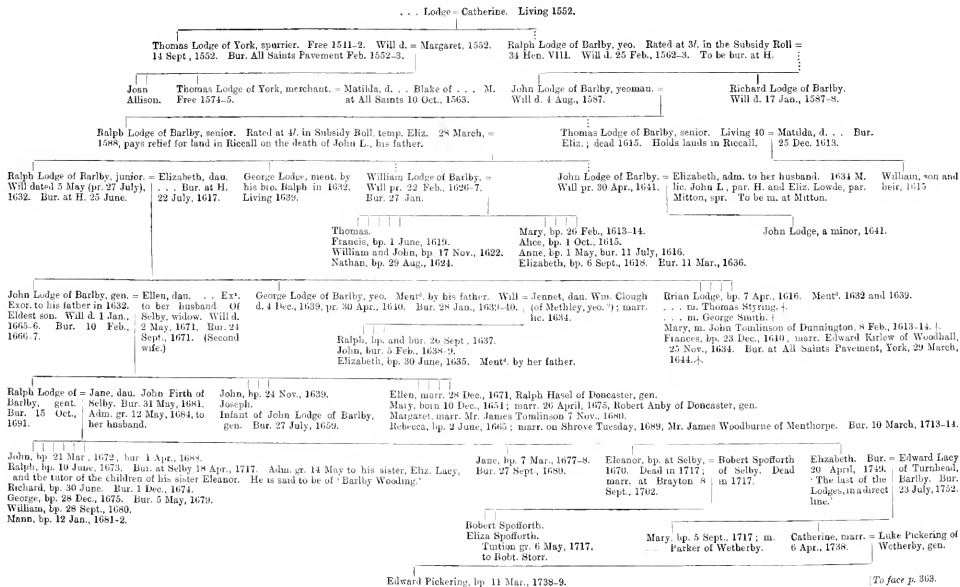 . . . Lodge = Catherine. Living 1552.
Thomas Lodge of York, spurrier. Free 1511-2. Will d. = Margaret, 1552.
14 Sept, 1552. Bur. All Saints Pavement Feb. 1552-3.
Ralph Lodge of Barlby, yeo. Rated at 3l. in the Subsidy Roll =
34 Hen. VIII. Will d. 25 Feb., 1562-3. To be bur. at H.
Joan
Allison.
Thomas Lodge of York, merchant. = Matilda, d. . . Blake of . . . M.
Free 1574-5. at All Saints 10 Oct., 1563.
John Lodge of Barlby, yeoman. =
Will d. 4 Aug., 1587.
Richard Lodge of Barlby.
Will d. 17 Jan., 1587-8.
Ralph Lodge of Barlby, senior. Rated at 4l. in Subsidy Roll, temp. Eliz. 28 March, =
1588, pays relief for land in Riccall on the death of John L., his father.
Thomas Lodge of Barlby, senior. Living 40 = Matilda, d. . . . Bur.
Eliz.; dead 1615. Holds lands in Riccall. 25 Dec. 1613.
Ralph Lodge of Barlby, junior. = Elizabeth, dau.
Will dated 5 May (pr. 27 July), . . . Bur. at H.
1632. Bur. at H. 25 June. 22 July, 1617.
George Lodge, ment. by
his bro. Ralph in 1632.
Living 1639.
William Lodge of Barlby. =
Will pr. 22 Feb., 1626-7.
Bur. 27 Jan.
John Lodge of Barlby. = Elizabeth, adm. to her husband. 1634 M.
Will pr. 30 Apr., 1641. lic. John L., par. H. and Eliz. Lowde, par.
Mitton, spr. To be m. at Mitton.
William, son and
heir, 1615
Thomas.
Francis, bp. 1 June, 1619.
William and John, bp 17 Nov., 1622.
Nathan, bp. 29 Aug., 1624.
Mary, bp. 26 Feb., 1613-14.
Alice, bp. 1 Oct., 1615.
Anne, bp. 1 May, bur. 11 July, 1616.
Elizabeth, bp. 6 Sept., 1618. Bur. 11 Mar., 1636.
John Lodge, a minor, 1641.
John Lodge of Barlby, gen. = Ellen, dau. . . Exx.
Exor. to his father in 1632. to her husband. Of
Eldest son. Will d. 1 Jan., Selby, widow. Will d.
1665-6. Bur. 10 Feb., 2 May, 1671. Bur. 24
1666-7. Sept., 1671. (Second
wife.)
George Lodge of Barlby, yeo. Mentd. by his father. Will = Jennet, dau. Wm. Clough
d. 4 Dec., 1639, pr. 30 Apr., 1640. Bur. 28 Jan., 1639-40. (of Methley, yeo.?); marr.
lic. 1634.
Brian Lodge, bp. 7 Apr., 1616. Mentd. 1632 and 1639.
. . . m. Thomas Styring. ⸸.
. . . m. George Smith. ⸸
Mary, m. John Tomlinson of Dunnington, 8 Feb., 1613-14. ⸸.
Frances, bp. 23 Dec., 1610, marr. Edward Kirlew of Woodhall,
25 Nov., 1634. Bur. at All Saints Pavement, York, 29 March,
1644. ⸸
Ralph, bp. and bur. 26 Sept, 1637.
John, bur. 5 Feb., 1638-9.
Elizabeth, bp. 30 June, 1635. Mentd. by her father.
Ralph Lodge of = Jane, dau. John Firth of
Barlby, gent. Selby. Bur. 31 May, 1681.
Bur. 15 Oct., Adm. gr. 12 May, 1684, to
1691. her husband.
John, bp. 24 Nov., 1639.
Joseph.
Infant of John Lodge of Barlby,
gen. Bur. 27 July, 1659.
Ellen, marr. 28 Dec., 1671, Ralph Hasel of Doncaster, gen.
Mary, born 10 Dec., 1651; marr. 26 April, 1675, Robert Anby of Doncaster, gen.
Margaret, marr. Mr. James Tomlinson 7 Nov., 1680.
Rebecca, bp. 2 June, 1665; marr. on Shrove Tuesday, 1689, Mr. James Woodburne of Menthorpe. Bur. 10 March, 1713-14.
John, bp 21 Mar., 1672, bur 1 Apr., 1688.
Ralph, bp. 10 June, 1673. Bur. at Selby 18 Apr., 1717. Adm. gr. 14 May to his sister, Eliz. Lacy,
and the tutor of the children of his sister Eleanor. He is said to be of 'Barlby Wooding.'
Richard, bp. 30 June. Bur. 1 Dec., 1674.
George, bp. 28 Dec., 1675. Bur. 5 May, 1679.
William, bp. 28 Sept., 1680.
Mann, bp. 12 Jan., 1681-2.
Jane, bp. 7 Mar., 1677-8.
Bur. 27 Sept., 1680.
Eleanor, bp. at Selby = Robert Spofforth
1670. Dead in 1717; of Selby. Dead
marr. at Brayton 8 in 1717.
Sept., 1702.
Elizabeth. Bur. = Edward Lacy
20 April, 1749. of Turnhead,
'The last of the Barlby. Bur.
Lodges, in a direct 23 July, 1752.
line.'
Robert Spofforth.
Eliza Spofforth.
Tuition gr. 6 May, 1717,
to Robt. Storr.
Mary, bp. 5 Sept., 1717; m.
Parker of Wetherby.
Catherine, marr. = Luke Pickering of
6 Apr., 1738. Wetherby, gen.
Edward Pickering, bp. 11 Mar., 1738-9.
[To face p. 363.